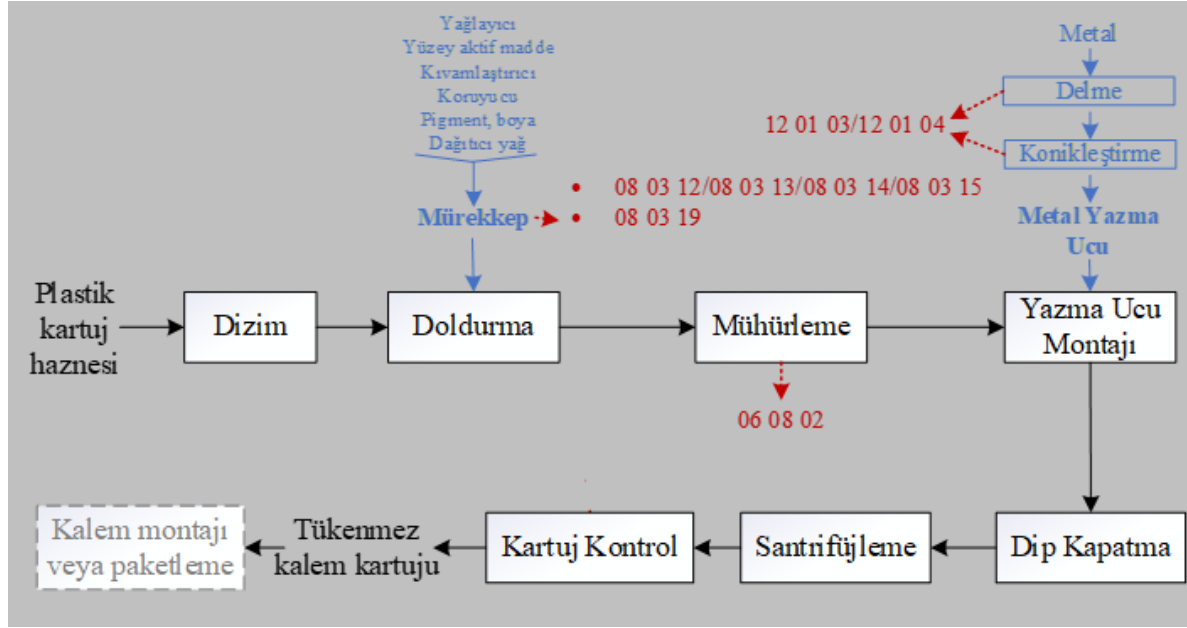 Yağlayıcı
Yüzey aktif madde
Kıvamlaştırıcı
Koruyucu
Pigment, boya
Dağıtıcı yağ
Mürekkep
Metal
Delme
Konikleştirme
Metal Yazma
Ucu
12 01 03/12 01 04
• 08 03 12/08 03 13/08 03 14/08 03 15
• 08 03 19
Plastik
kartuj
haznesi
Dizim
Doldurma
Mühürleme
Yazma Ucu
Montajı
06 08 02
Dip Kapatma
Santrifüjleme
Kartuj Kontrol
Tükenmez
kalem kartuju
Kalem montajı
veya paketleme